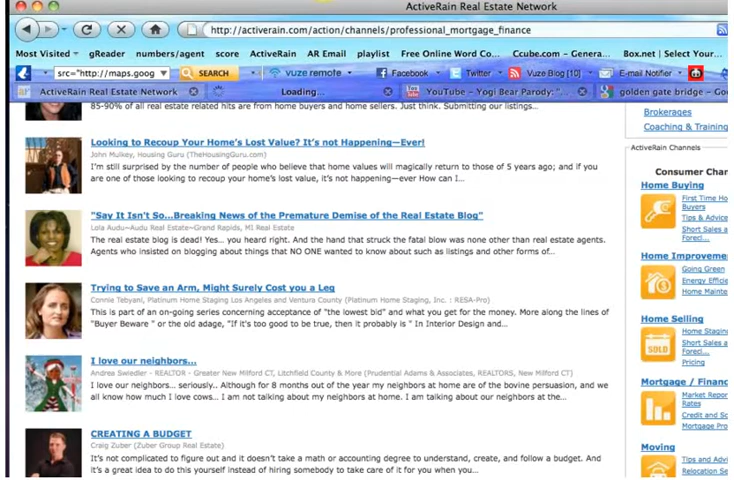 ActiveRain Real Estate Network
http://activerain.com/action/channels/professional_mortgage_finance
Most Visited gReader numbers/agent score ActiveRain AR Email playlist Free Online Word Co... Ccube.com - Genera... Box.net | Select Your...
src="http://maps.goog SEARCH vuze remote Facebook Twitter Vuze Blog [10] E-mail Notifier
ActiveRain Real Estate Network Loading... YouTube - Yogi Bear Parody: "... golden gate bridge - Go
85-90% of all real estate related hits are from home buyers and home sellers. Just think. Submitting our listings...
Looking to Recoup Your Home's Lost Value? It's not Happening—Ever!
John Mulkey, Housing Guru (TheHousingGuru.com)
I'm still surprised by the number of people who believe that home values will magically return to those of 5 years ago; and if you
are one of those looking to recoup your home's lost value, it's not happening—ever How can I...
"Say It Isn't So...Breaking News of the Premature Demise of the Real Estate Blog"
Lola Audu~Audu Real Estate~Grand Rapids, MI Real Estate
The real estate blog is dead! Yes... you heard right. And the hand that struck the fatal blow was none other than real estate agents.
Agents who insisted on blogging about things that NO ONE wanted to know about such as listings and other forms of...
Trying to Save an Arm, Might Surely Cost you a Leg
Connie Tebyani, Platinum Home Staging Los Angeles and Ventura County (Platinum Home Staging, Inc. : RESA-Pro)
This is part of an on-going series concerning acceptance of "the lowest bid" and what you get for the money. More along the lines of
"Buyer Beware " or the old adage, "If it's too good to be true, then it probably is " In Interior Design and...
I love our neighbors...
Andrea Swiedler - REALTOR - Greater New Milford CT, Litchfield County & More (Prudential Adams & Associates, REALTORS, New Milford CT)
I love our neighbors... seriously.. Although for 8 months out of the year my neighbors at home are of the bovine persuasion, and we
all know how much I love cows... I am not talking about my neighbors at home. I am talking about our neighbors at the...
CREATING A BUDGET
Craig Zuber (Zuber Group Real Estate)
It's not complicated to figure out and it doesn't take a math or accounting degree to understand, create, and follow a budget. And
it's a great idea to do this yourself instead of hiring somebody to take care of it for you when you...
Brokerages
Coaching & Training
ActiveRain Channels
Consumer Chan
Home Buying
First Time Ho
Buyers
Tips & Advice
Short Sales a
Forecl...
Home Improveme
Going Green
Energy Efficie
Home Mainte
Home Selling
SOLD
Home Staging
Short Sales a
Forecl...
Pricing
Mortgage / Financ
Market Repor
Rates
Credit and Sc
Mortgage Pro
Moving
Tips and Advi
Relocation Se